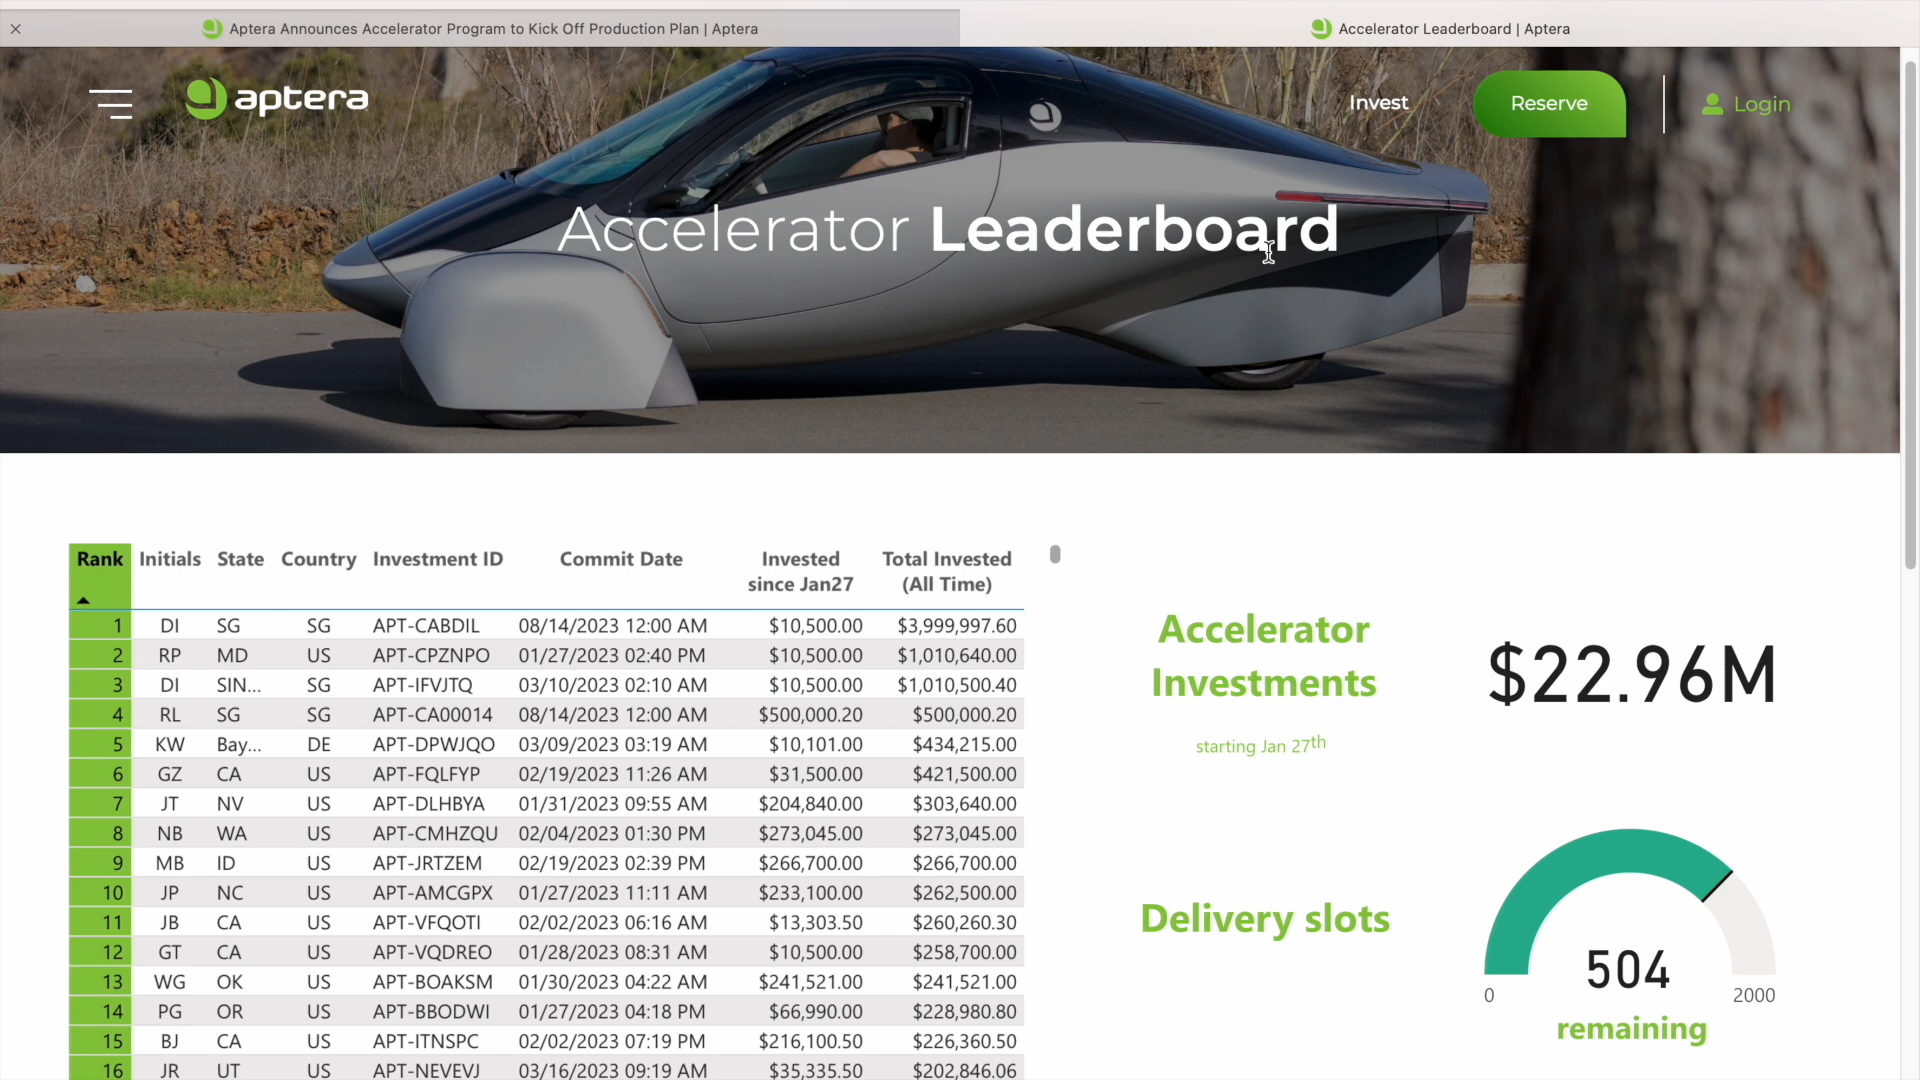 Aptera Announces Accelerator Program to Kick Off Production Plan | Aptera
Accelerator Leaderboard | Aptera
aptera
Invest
Reserve
Login
Accelerator Leaderboard
Rank Initials State Country Investment ID Commit Date Invested since Jan27 Total Invested (All Time)
1 DI SG SG APT-CABDIL 08/14/2023 12:00 AM $10,500.00 $3,999,997.60
2 RP MD US APT-CPZNPO 01/27/2023 02:40 PM $10,500.00 $1,010,640.00
3 DI SIN... SG APT-IFVJTQ 03/10/2023 02:10 AM $10,500.00 $1,010,500.40
4 RL SG SG APT-CA00014 08/14/2023 12:00 AM $500,000.20 $500,000.20
5 KW Bay... DE APT-DPWJQO 03/09/2023 03:19 AM $10,101.00 $434,215.00
6 GZ CA US APT-FQLFYP 02/19/2023 11:26 AM $31,500.00 $421,500.00
7 JT NV US APT-DLHBYA 01/31/2023 09:55 AM $204,840.00 $303,640.00
8 NB WA US APT-CMHZQU 02/04/2023 01:30 PM $273,045.00 $273,045.00
9 MB ID US APT-JRTZEM 02/19/2023 02:39 PM $266,700.00 $266,700.00
10 JP NC US APT-AMCGPX 01/27/2023 11:11 AM $233,100.00 $262,500.00
11 JB CA US APT-VFQOTI 02/02/2023 06:16 AM $13,303.50 $260,260.30
12 GT CA US APT-VQDREO 01/28/2023 08:31 AM $10,500.00 $258,700.00
13 WG OK US APT-BOAKSM 01/30/2023 04:22 AM $241,521.00 $241,521.00
14 PG OR US APT-BBODWI 01/27/2023 04:18 PM $66,990.00 $228,980.80
15 BJ CA US APT-ITNSPC 02/02/2023 07:19 PM $216,100.50 $226,360.50
16 JR UT US APT-NEVEVJ 03/16/2023 09:19 AM $35,335.50 $202,846.06
Accelerator
Investments
starting Jan 27th
$22.96M
Delivery slots
504
0 2000
remaining